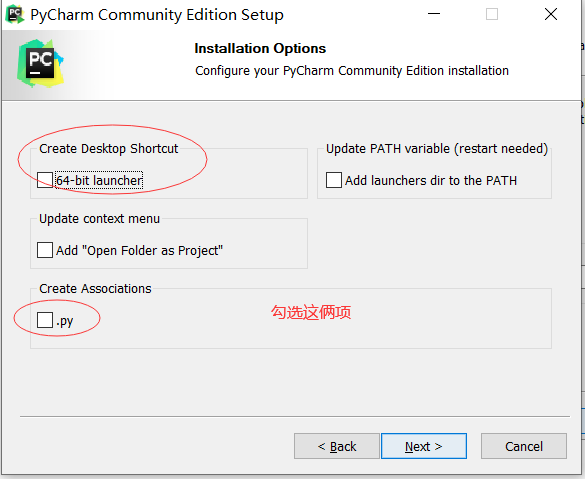 PyCharm Community Edition Setup
PC
Installation Options
Configure your PyCharm Community Edition installation
Create Desktop Shortcut
Update PATH variable (restart needed)
64-bit launcher
Add launchers dir to the PATH
Update context menu
Add "Open Folder as Project"
Create Associations
.py
勾选这俩项
< Back
Next >
Cancel